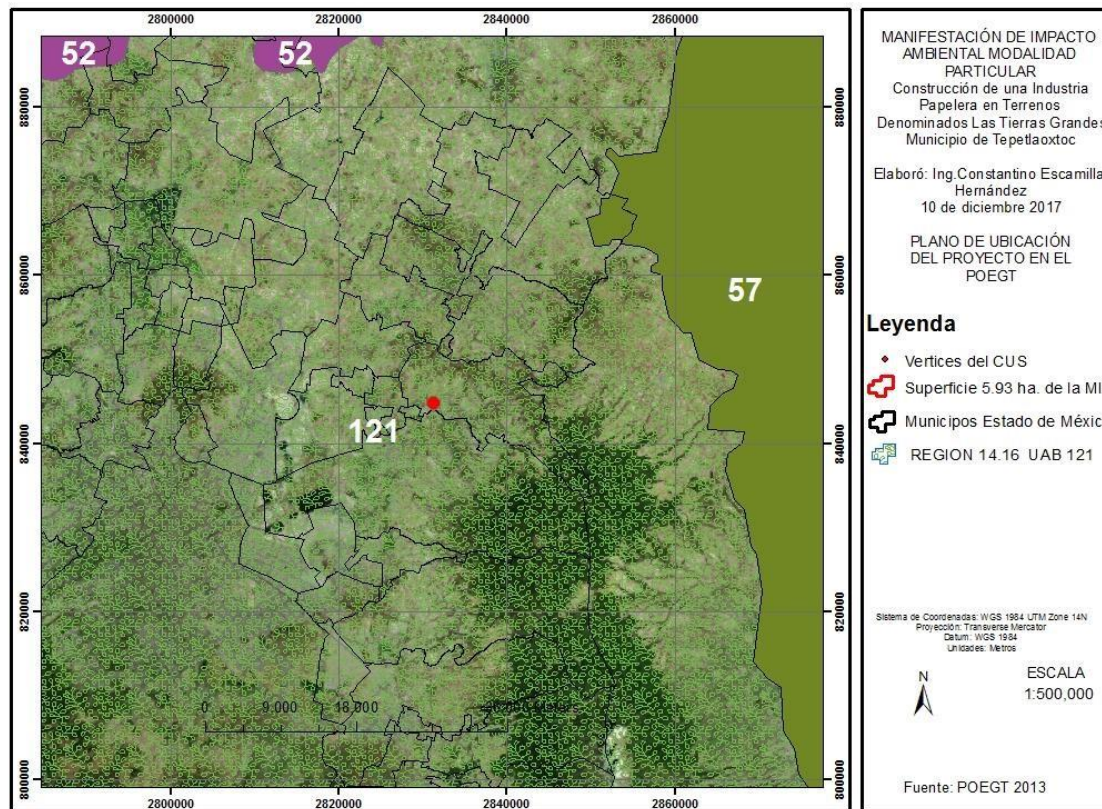 2800000 2820000 2840000 2860000
52 52
880000 880000
860000 860000
57
121
840000 840000
820000 820000
0 9.000 18.000
800000 800000
2800000 2820000 2840000 2860000
MANIFESTACIÓN DE IMPACTO
AMBIENTAL MODALIDAD
PARTICULAR
Construcción de una Industria
Papelera en Terrenos
Denominados Las Tierras Grandes
Municipio de Tepetlaoxtoc
Elaboró: Ing.Constantino Escamilla
Hernández
10 de diciembre 2017
PLANO DE UBICACIÓN
DEL PROYECTO EN EL
POEGT
Leyenda
Vertices del CUS
Superficie 5.93 ha. de la MI
Municipos Estado de Méxic
REGION 14.16 UAB 121
Sistema de Coordenadas: WGS 1984 UTM Zone 14N
Proyección: Transverse Mercator
Datum: WGS 1984
Unidades: Metros
N
ESCALA
1:500,000
Fuente: POEGT 2013